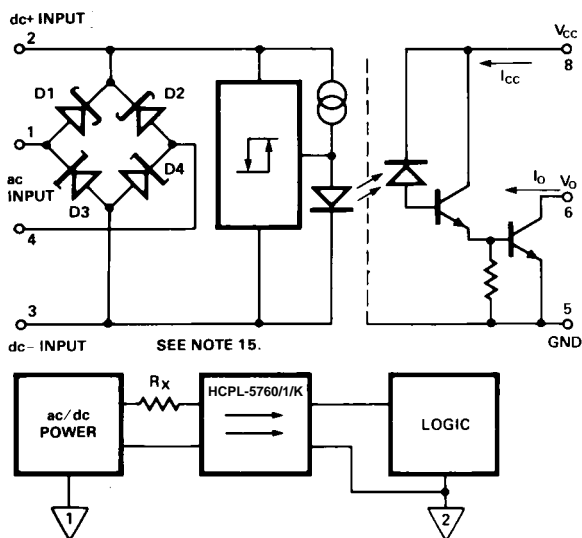 dc+ INPUT
2
D1
D2
1
ac
INPUT
D3
D4
4
3
dc– INPUT
SEE NOTE 15.
VCC
8
ICC
IO
VO
6
5
GND
RX
ac/dc
POWER
HCPL-5760/1/K
LOGIC
1
2